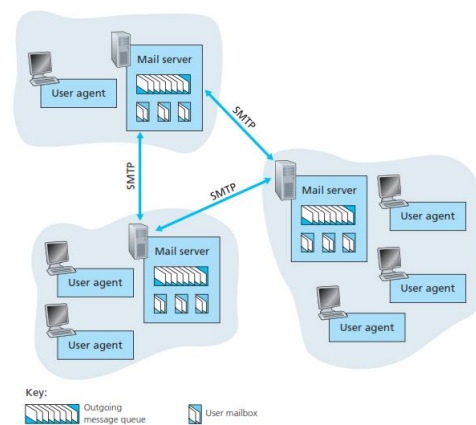 Mail server
User agent
SMTP
SMTP
SMTP
Mail server
User agent
User agent
User agent
Mail server
User agent
User agent
Key:
Outgoing
message queue
User mailbox